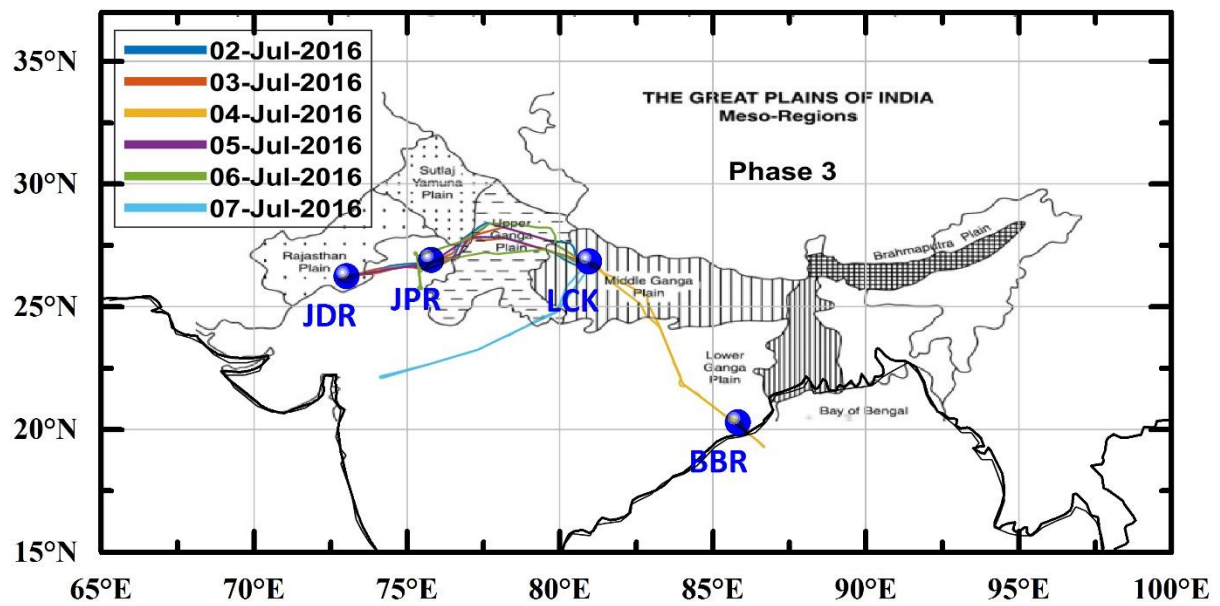 35°N
30°N
25°N
20°N
15°N
02-Jul-2016
03-Jul-2016
04-Jul-2016
05-Jul-2016
06-Jul-2016
07-Jul-2016
THE GREAT PLAINS OF INDIA
Meso-Regions
Phase 3
Sutlaj
Yamuna
Plain
Upper
Ganga
Plain
Rajasthan
Plain
Brahmaputra Plain
Middle Ganga
Plain
JDR
JPR
LCK
Lower
Ganga
Plain
Bay of Bengal
BBR
65°E
70°E
75°E
80°E
85°E
90°E
95°E
100°E